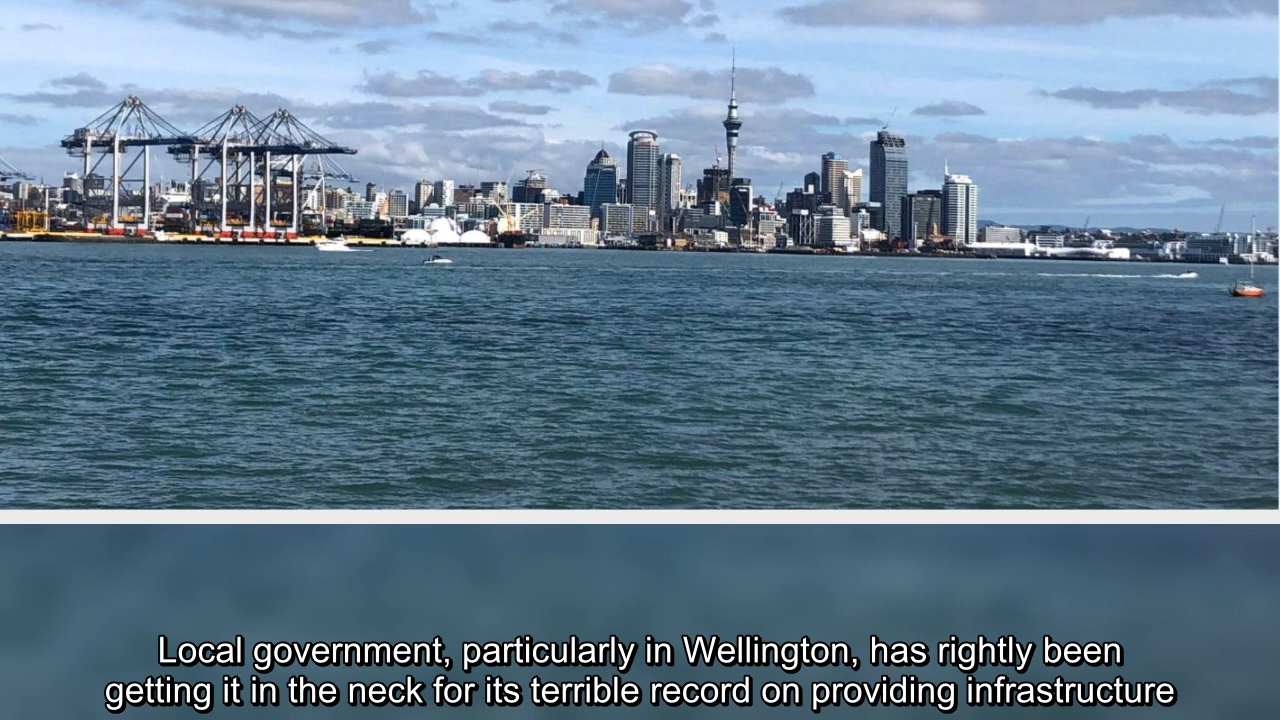 Local government, particularly in Wellington, has rightly been
getting it in the neck for its terrible record on providing infrastructure